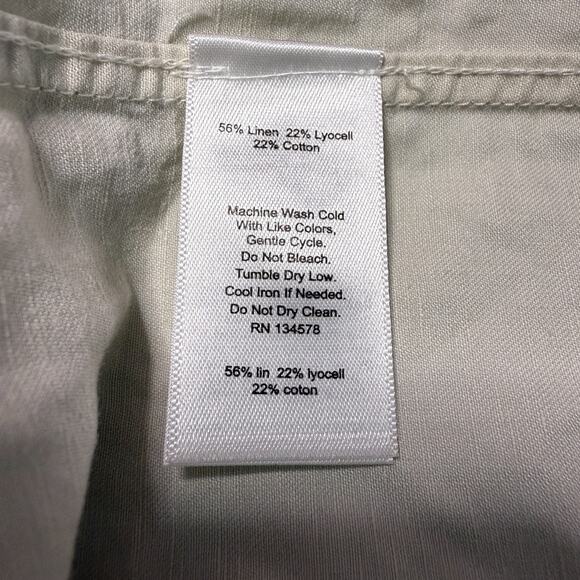 56% Linen 22% Lyocell
22% Cotton
Machine Wash Cold
With Like Colors,
Gentle Cycle.
Do Not Bleach.
Tumble Dry Low.
Cool Iron If Needed.
Do Not Dry Clean.
RN 134578
56% lin 22% lyocell
22% coton